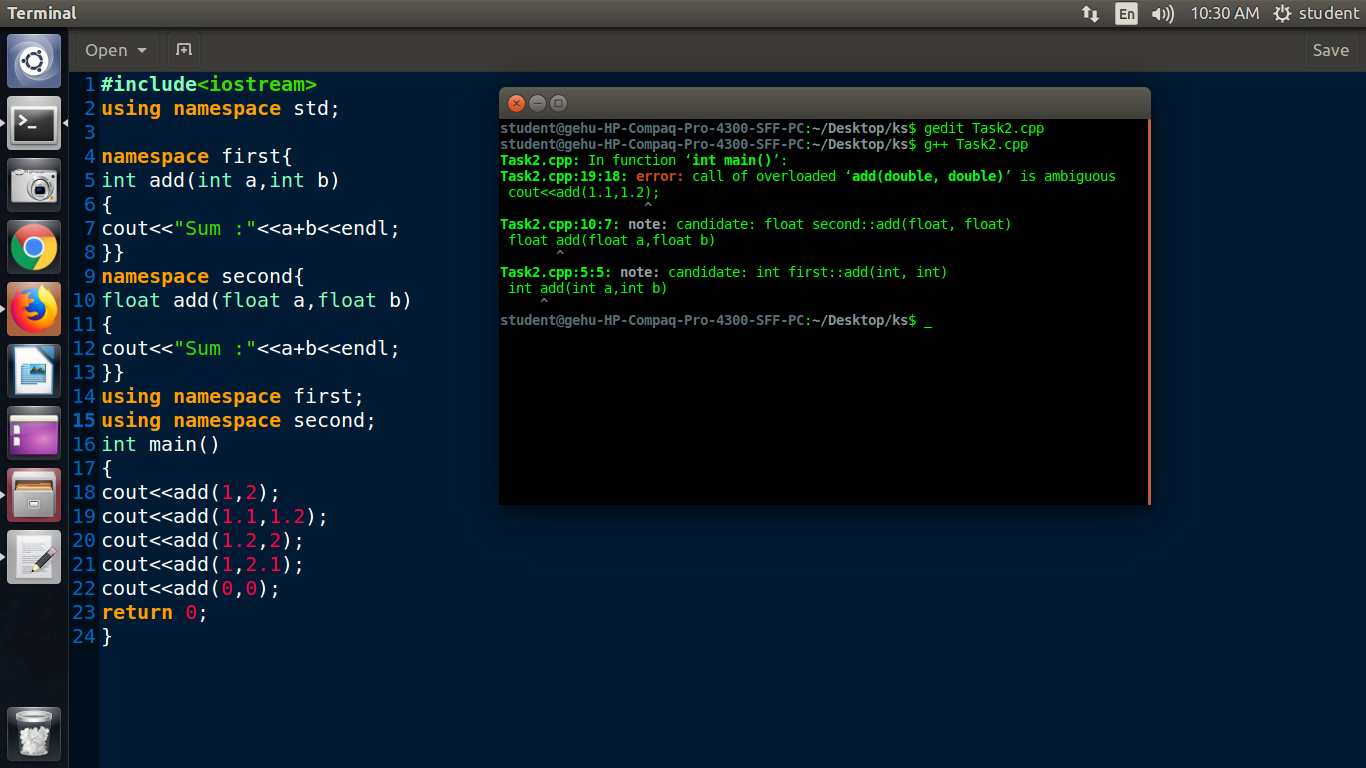 Terminal
En
10:30 AM
student
Open
Save
1 #include<iostream>
2 using namespace std;
3
4 namespace first{
5 int add(int a,int b)
6 {
7 cout<<"Sum :"<<a+b<<endl;
8 }}
9 namespace second{
10 float add(float a,float b)
11 {
12 cout<<"Sum :"<<a+b<<endl;
13 }}
14 using namespace first;
15 using namespace second;
16 int main()
17 {
18 cout<<add(1,2);
19 cout<<add(1.1,1.2);
20 cout<<add(1.2,2);
21 cout<<add(1,2.1);
22 cout<<add(0,0);
23 return 0;
24 }
student@gehu-HP-Compaq-Pro-4300-SFF-PC:~/Desktop/ks$ gedit Task2.cpp
student@gehu-HP-Compaq-Pro-4300-SFF-PC:~/Desktop/ks$ g++ Task2.cpp
Task2.cpp: In function ‘int main()’:
Task2.cpp:19:18: error: call of overloaded ‘add(double, double)’ is ambiguous
cout<<add(1.1,1.2);
^
Task2.cpp:10:7: note: candidate: float second::add(float, float)
float add(float a,float b)
^
Task2.cpp:5:5: note: candidate: int first::add(int, int)
int add(int a,int b)
^
student@gehu-HP-Compaq-Pro-4300-SFF-PC:~/Desktop/ks$ _